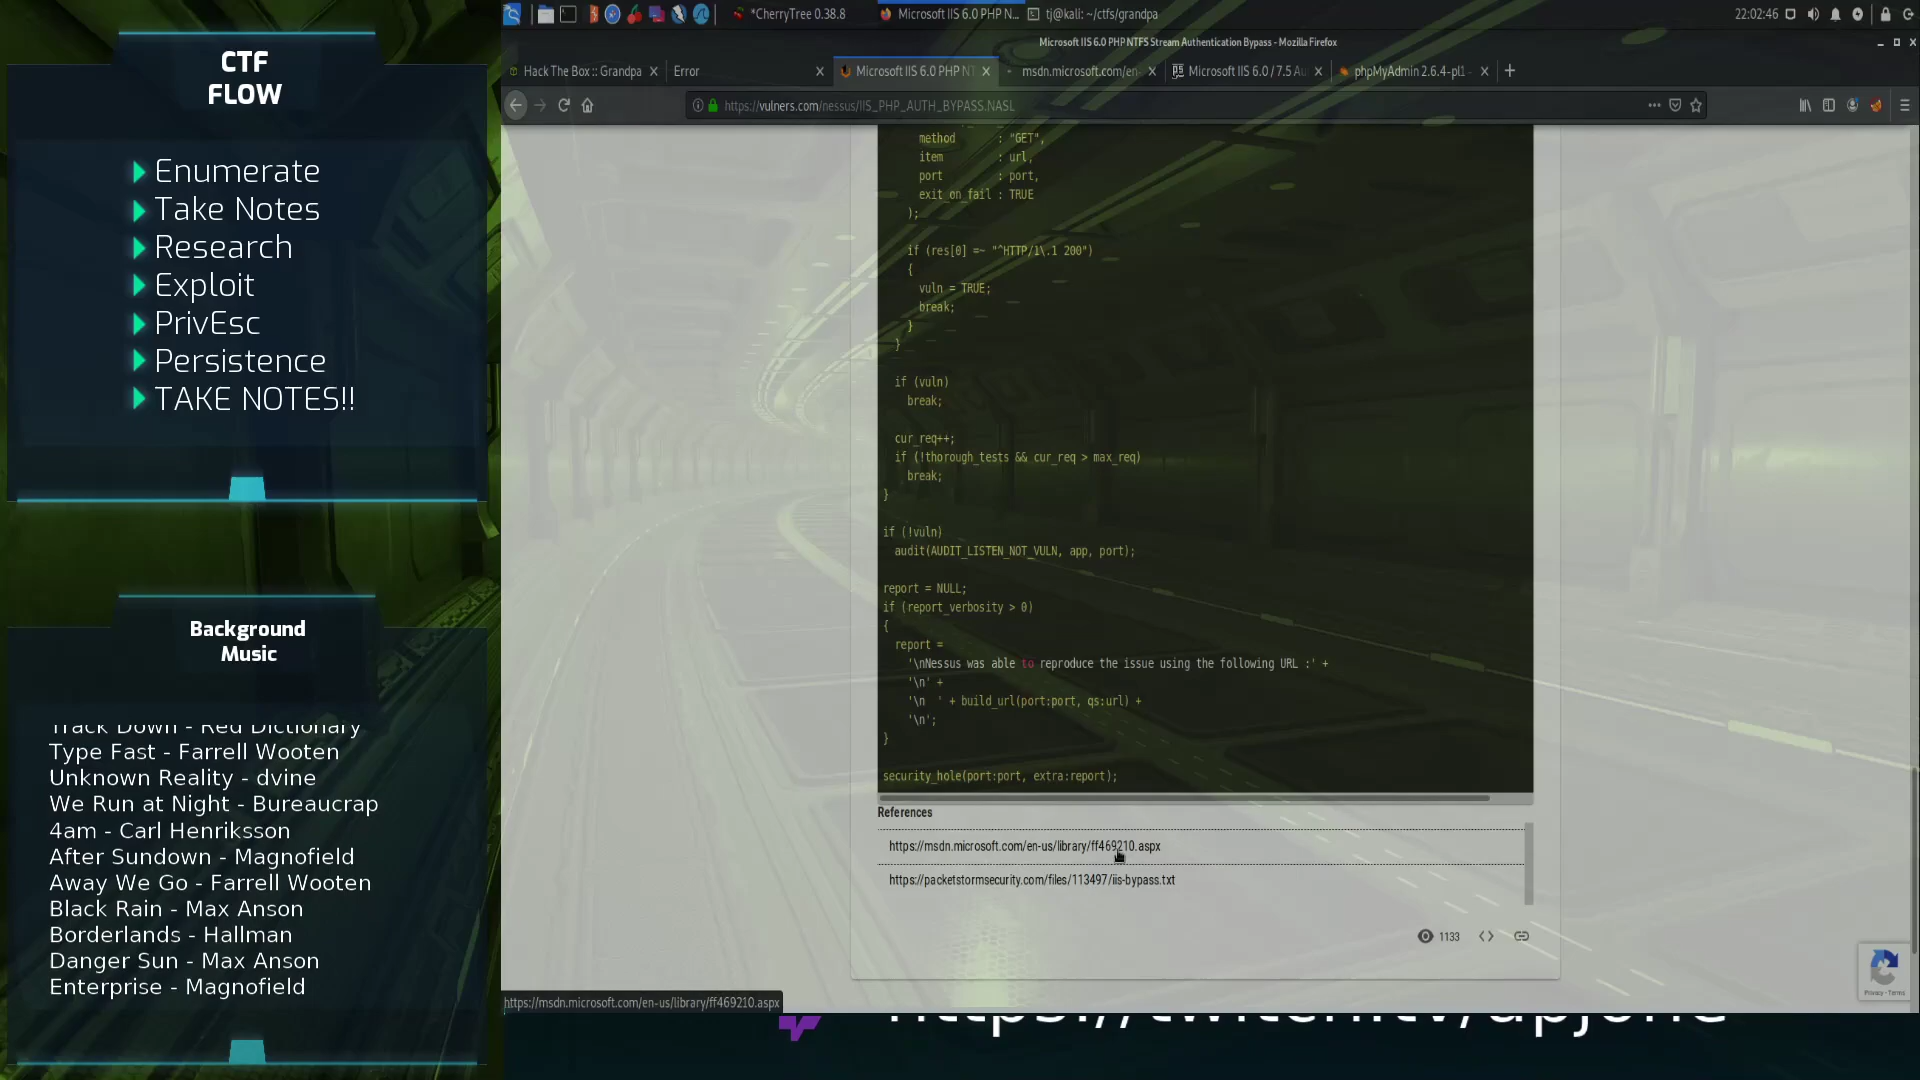 CTF
FLOW
Enumerate
Take Notes
Research
Exploit
PrivEsc
Persistence
TAKE NOTES!!
Background
Music
Track Down - Red Dictionary
Type Fast - Farrell Wooten
Unknown Reality - dvine
We Run at Night - Bureaucrap
4am - Carl Henriksson
After Sundown - Magnofield
Away We Go - Farrell Wooten
Black Rain - Max Anson
Borderlands - Hallman
Danger Sun - Max Anson
Enterprise - Magnofield
*CherryTree 0.38.8
Microsoft IIS 6.0 PHP N...
tj@kali: ~/ctfs/grandpa
22:02:46
Microsoft IIS 6.0 PHP NTFS Stream Authentication Bypass - Mozilla Firefox
Hack The Box :: Grandpa
Error
Microsoft IIS 6.0 PHP NT
msdn.microsoft.com/en-
Microsoft IIS 6.0 / 7.5 Au
phpMyAdmin 2.6.4-pl1 -
https://vulners.com/nessus/IIS_PHP_AUTH_BYPASS.NASL
method : "GET",
item : url,
port : port,
exit_on_fail : TRUE
);
if (res[0] =~ "^HTTP/1\.1 200")
{
vuln = TRUE;
break;
}
}
if (vuln)
break;
cur_req++;
if (!thorough_tests && cur_req > max_req)
break;
}
if (!vuln)
audit(AUDIT_LISTEN_NOT_VULN, app, port);
report = NULL;
if (report_verbosity > 0)
{
report =
'\nNessus was able to reproduce the issue using the following URL :' +
'\n' +
'\n ' + build_url(port:port, qs:url) +
'\n';
}
security_hole(port:port, extra:report);
References
https://msdn.microsoft.com/en-us/library/ff469210.aspx
https://packetstormsecurity.com/files/113497/iis-bypass.txt
1133
Privacy - Terms
https://msdn.microsoft.com/en-us/library/ff469210.aspx